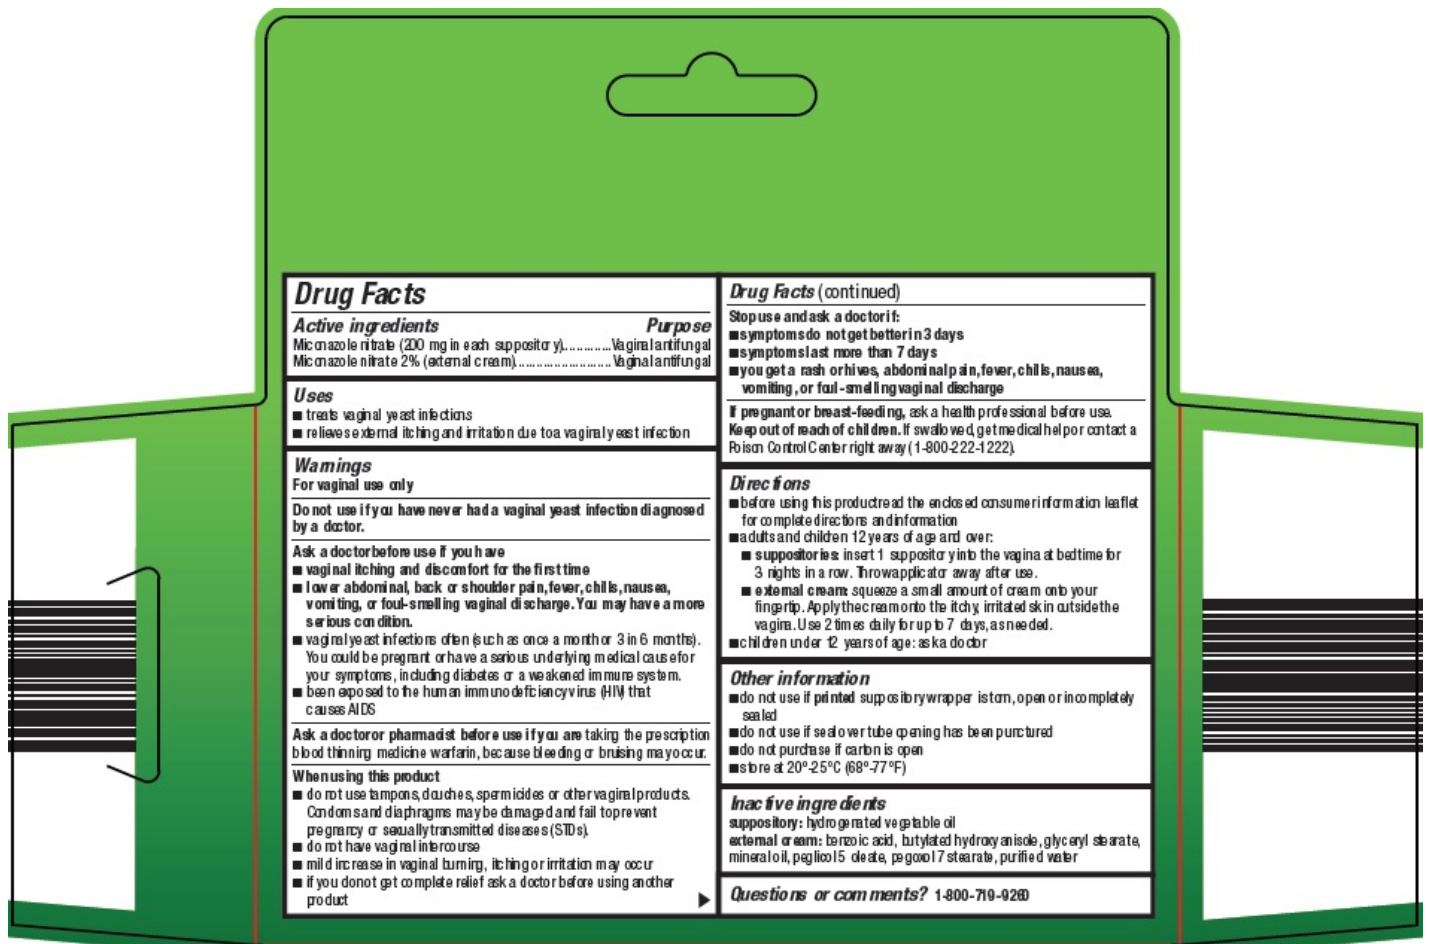 Drug Facts
Active ingredients Purpose
Miconazole nitrate (200 mg in each suppository).............Vaginal antifungal
Miconazole nitrate 2% (external cream)..........................Vaginal antifungal
Uses
■ treats vaginal yeast infections
■ relieves external itching and irritation due to a vaginal yeast infection
Warnings
For vaginal use only
Do not use if you have never had a vaginal yeast infection diagnosed
by a doctor.
Ask a doctor before use if you have
■ vaginal itching and discomfort for the first time
■ lower abdominal, back or shoulder pain, fever, chills, nausea,
vomiting, or foul-smelling vaginal discharge. You may have a more
serious condition.
■ vaginal yeast infections often (such as once a month or 3 in 6 months).
You could be pregnant or have a serious underlying medical cause for
your symptoms, including diabetes or a weakened immune system.
■ been exposed to the human immunodeficiency virus (HIV) that
causes AIDS
Ask a doctor or pharmacist before use if you are taking the prescription
blood thinning medicine warfarin, because bleeding or bruising may occur.
When using this product
■ do not use tampons, douches, spermicides or other vaginal products.
Condoms and diaphragms may be damaged and fail to prevent
pregnancy or sexually transmitted diseases (STDs).
■ do not have vaginal intercourse
■ mild increase in vaginal burning, itching or irritation may occur
■ if you do not get complete relief ask a doctor before using another
product
Drug Facts (continued)
Stop use and ask a doctor if:
■ symptoms do not get better in 3 days
■ symptoms last more than 7 days
■ you get a rash or hives, abdominal pain, fever, chills, nausea,
vomiting, or foul-smelling vaginal discharge
If pregnant or breast-feeding, ask a health professional before use.
Keep out of reach of children. If swallowed, get medical help or contact a
Poison Control Center right away (1-800-222-1222).
Directions
■ before using this product read the enclosed consumer information leaflet
for complete directions and information
■ adults and children 12 years of age and over:
■ suppositories: insert 1 suppository into the vagina at bedtime for
3 nights in a row. Throw applicator away after use.
■ external cream: squeeze a small amount of cream onto your
fingertip. Apply the cream onto the itchy, irritated skin outside the
vagina. Use 2 times daily for up to 7 days, as needed.
■ children under 12 years of age: ask a doctor
Other information
■ do not use if printed suppository wrapper is torn, open or incompletely
sealed
■ do not use if seal over tube opening has been punctured
■ do not purchase if carton is open
■ store at 20º-25ºC (68º-77ºF)
Inactive ingredients
suppository: hydrogenated vegetable oil
external cream: benzoic acid, butylated hydroxyanisole, glyceryl stearate,
mineral oil, peglicol 5 oleate, pegoxol 7 stearate, purified water
Questions or comments? 1-800-719-9260